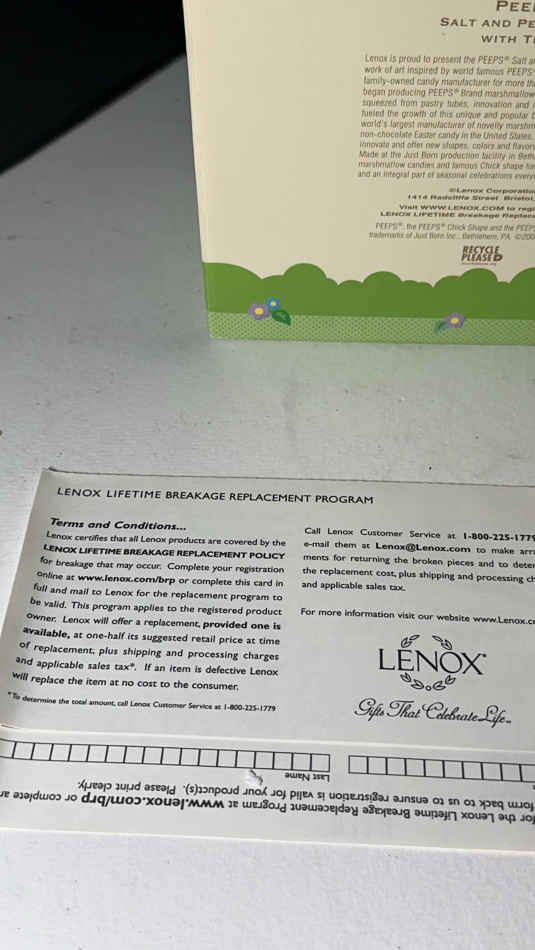 PEE
SALT AND PE
WITH T
Lenox is proud to present the PEEPS® Salt a
work of art inspired by world famous PEEPS
family-owned candy manufacturer for more th
began producing PEEPS® Brand marshmallow
squeezed from pastry tubes, innovation and
fueled the growth of this unique and popular
world's largest manufacturer of novelty marshm
non-chocolate Easter candy in the United States,
innovate and offer new shapes, colors and flavor
Made at the Just Born production facility in Beth
marshmallow candies and famous Chick shape ha
and an integral part of seasonal celebrations every
©Lenox Corporatio
1414 Radcliffe Street Bristol,
Visit WWW.LENOX.COM to regi
LENOX LIFETIME Breakage Replace
PEEPS®, the PEEPS® Chick Shape and the PEEP
trademarks of Just Born Inc., Bethlehem, PA. ©200
RECYCLE
PLEASE
LENOX LIFETIME BREAKAGE REPLACEMENT PROGRAM
Terms and Conditions...
Lenox certifies that all Lenox products are covered by the
LENOX LIFETIME BREAKAGE REPLACEMENT POLICY
for breakage that may occur. Complete your registration
online at www.lenox.com/brp or complete this card in
full and mail to Lenox for the replacement program to
be valid. This program applies to the registered product
owner. Lenox will offer a replacement, provided one is
available, at one-half its suggested retail price at time
of replacement, plus shipping and processing charges
and applicable sales tax*. If an item is defective Lenox
will replace the item at no cost to the consumer.
*To determine the total amount, call Lenox Customer Service at 1-800-225-1779
Call Lenox Customer Service at 1-800-225-1779
e-mail them at Lenox@Lenox.com to make arra
ments for returning the broken pieces and to deter
the replacement cost, plus shipping and processing ch
and applicable sales tax.
For more information visit our website www.Lenox.co
LENOX®
Gifts That Celebrate Life™
for the Lenox Lifetime Breakage Replacement Program at www.lenox.com/brp or complete ar
form back to us to ensure registration is valid for your product(s). Please print clearly.
Last Name